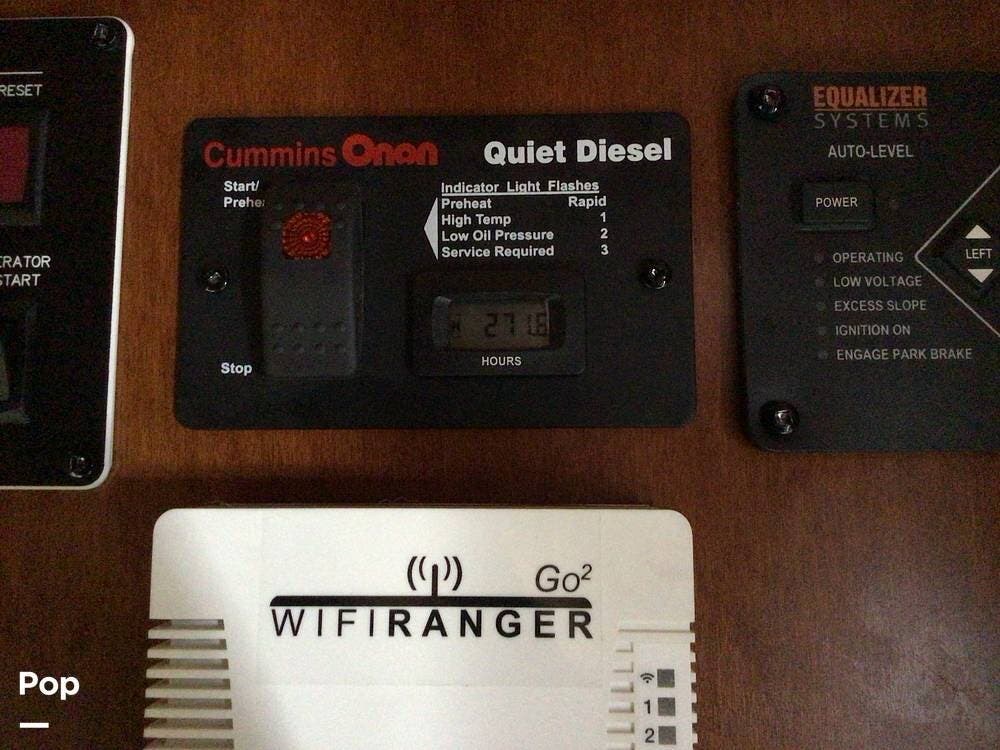 RESET
ERATOR
START
Cummins Onan
Quiet Diesel
Start/
Prehea
Stop
Indicator Light Flashes
Preheat Rapid
High Temp 1
Low Oil Pressure 2
Service Required 3
271.8
HOURS
EQUALIZER
SYSTEMS
AUTO-LEVEL
POWER
LEFT
OPERATING
LOW VOLTAGE
EXCESS SLOPE
IGNITION ON
ENGAGE PARK BRAKE
Go2
WIFIRANGER
1
2
Pop